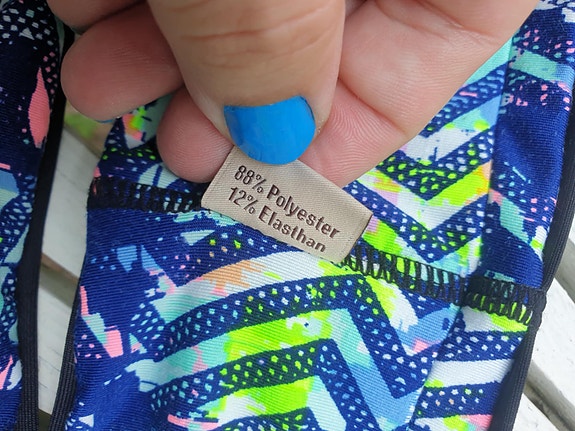 88% Polyester
12% Elasthan